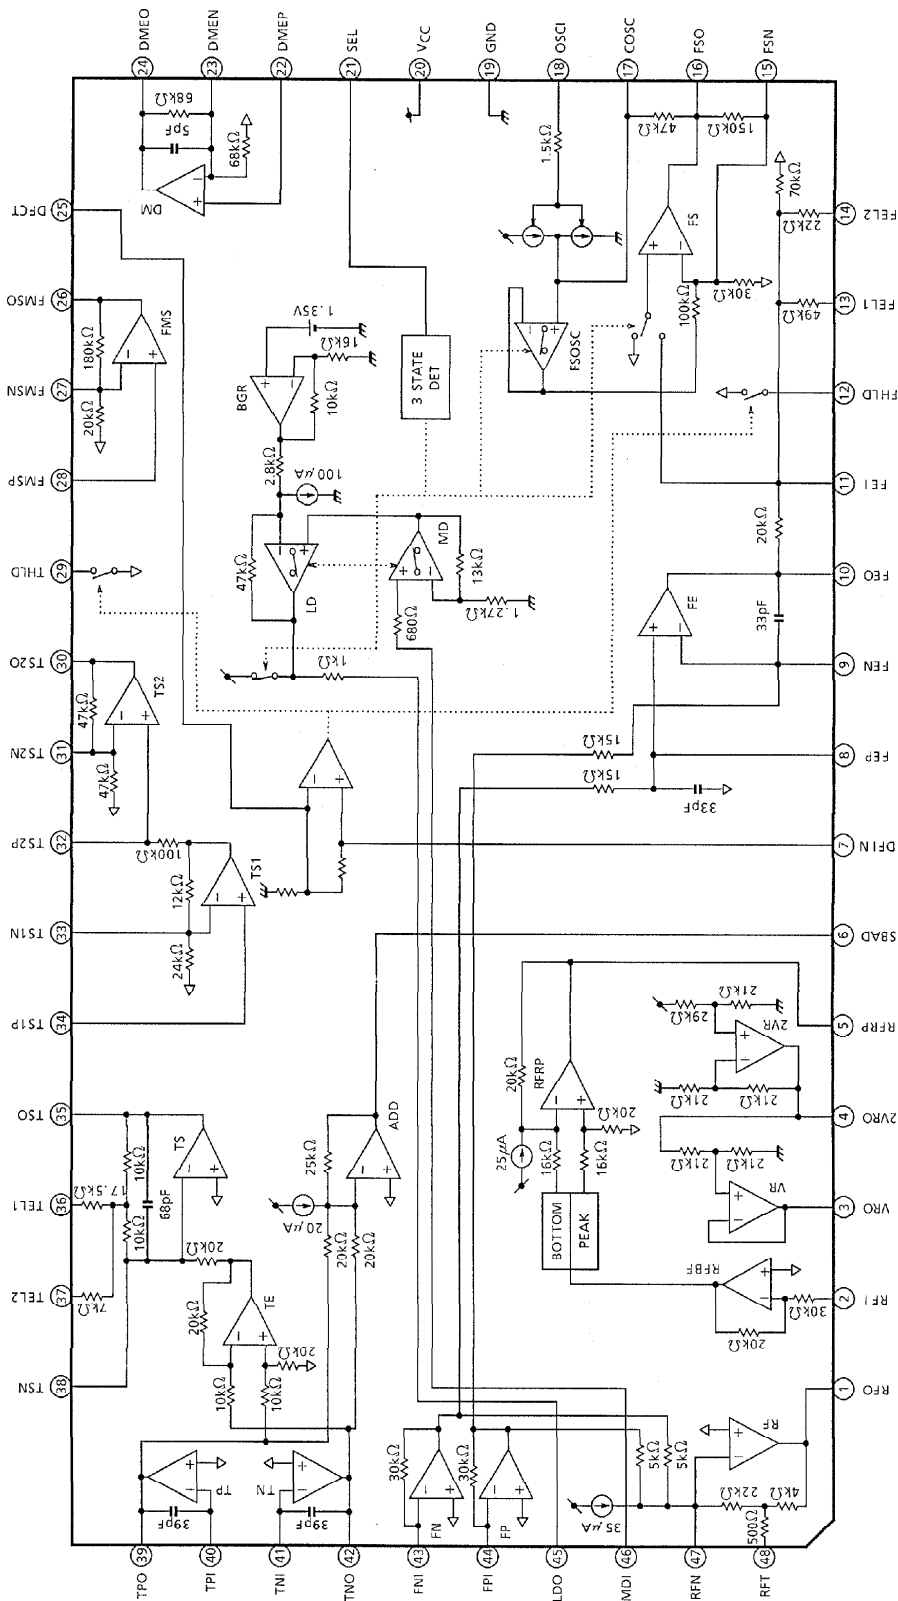 24 DMEO
23 DMEN
22 DMEP
21 SEL
20 VCC
19 GND
18 OSCI
17 COSC
16 FSO
15 FSN
25 DFCT
26 FMSO
27 FMSN
28 FMSP
29 THLD
30 TS2O
31 TS2N
32 TS2P
33 TS1N
34 TS1P
35 TSO
36 TEL1
37 TEL2
38 TSN
14 FEL2
13 FEL1
12 FHLD
11 FEI
10 FEO
9 FEN
8 FEP
7 DFIN
6 SBAD
5 RFRP
4 2VRO
3 VRO
2 RFI
1 RFO
39 TPO
40 TPI
41 TNI
42 TNO
43 FNI
44 FPI
45 LDO
46 MDI
47 RFN
48 RFT
68kΩ
5pF
68kΩ
DM
180kΩ
20kΩ
FMS
BGR
1.35V
16kΩ
10kΩ
2.8kΩ
100μA
3 STATE
DET
1.5kΩ
FSOSC
47kΩ
150kΩ
FS
100kΩ
30kΩ
70kΩ
22kΩ
49kΩ
47kΩ
LD
MD
13kΩ
1.27kΩ
680Ω
1kΩ
20kΩ
FE
33pF
15kΩ
15kΩ
33pF
47kΩ
47kΩ
TS2
100kΩ
12kΩ
24kΩ
TS1
17.5kΩ
10kΩ
10kΩ
68pF
TS
7kΩ
20kΩ
20kΩ
TE
10kΩ
10kΩ
20kΩ
25kΩ
20μA
20kΩ
20kΩ
ADD
20kΩ
RFRP
25μA
16kΩ
16kΩ
20kΩ
BOTTOM
PEAK
29kΩ
21kΩ
2VR
21kΩ
21kΩ
21kΩ
21kΩ
VR
RFBF
20kΩ
30kΩ
39pF
TP
TN
39pF
30kΩ
FN
30kΩ
FP
5kΩ
5kΩ
35μA
RF
22kΩ
4kΩ
500Ω